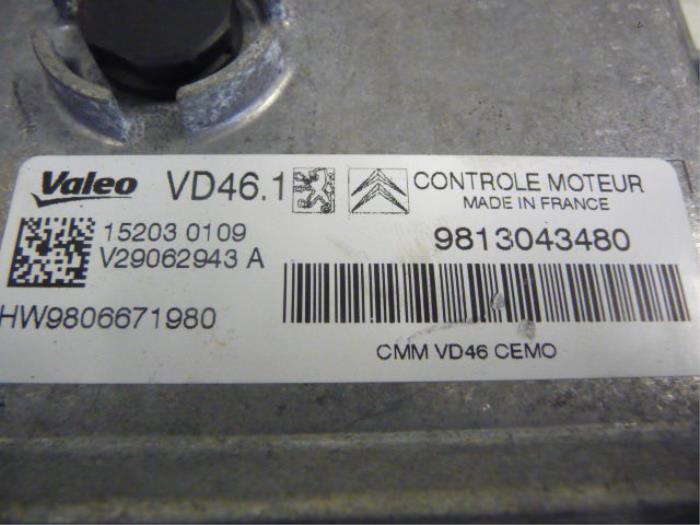 Valeo VD46.1 CONTROLE MOTEUR
MADE IN FRANCE
15203 0109
V29062943 A
9813043480
HW9806671980
CMM VD46 CEMO